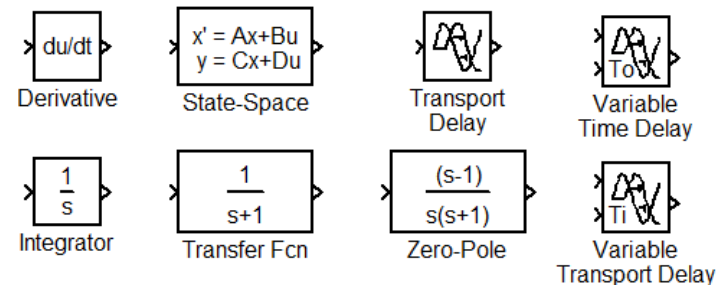 du/dt
Derivative
x' = Ax+Bu
y = Cx+Du
State-Space
Transport
Delay
To
Variable
Time Delay
1
s
Integrator
1
s+1
Transfer Fcn
(s-1)
s(s+1)
Zero-Pole
Ti
Variable
Transport Delay